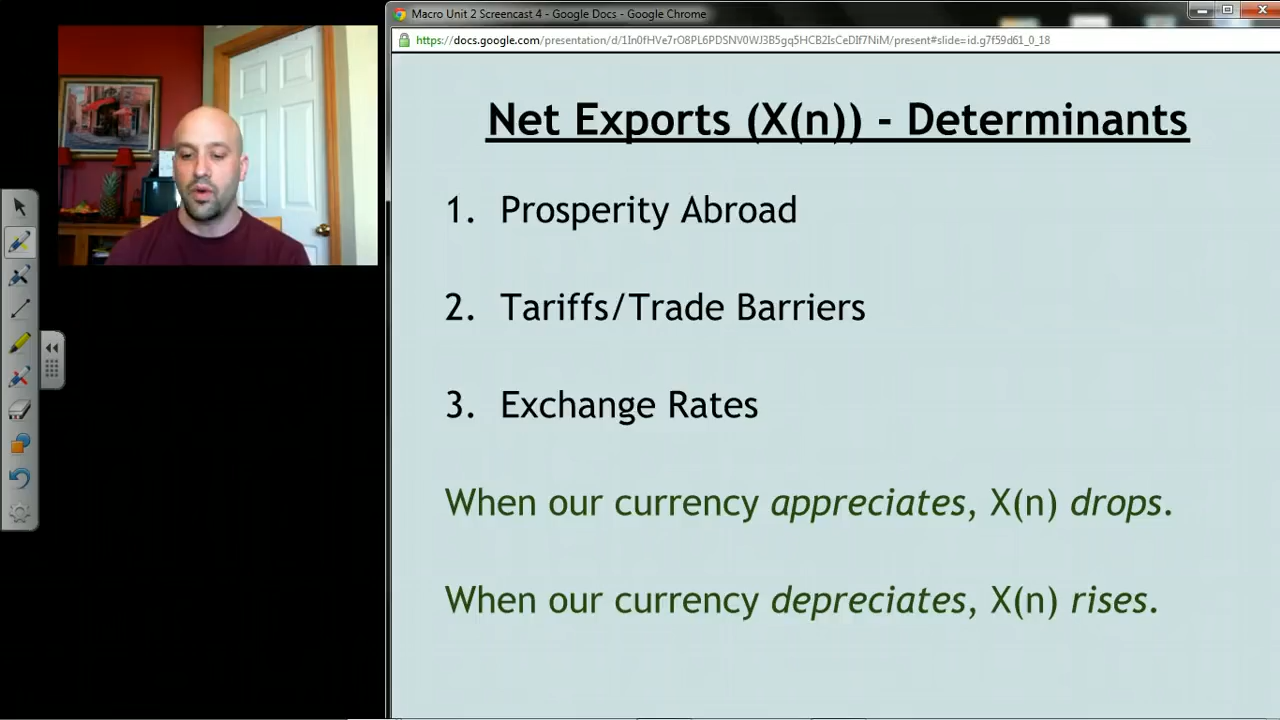 Macro Unit 2 Screencast 4 - Google Docs - Google Chrome
https://docs.google.com/presentation/d/1In0fHVe7rO8PL6PDSNV0WJ3B5gq5HCB2IsCeDIf7NiM/present#slide=id.g7f59d61_0_18
Net Exports (X(n)) - Determinants
1. Prosperity Abroad
2. Tariffs/Trade Barriers
3. Exchange Rates
When our currency appreciates, X(n) drops.
When our currency depreciates, X(n) rises.